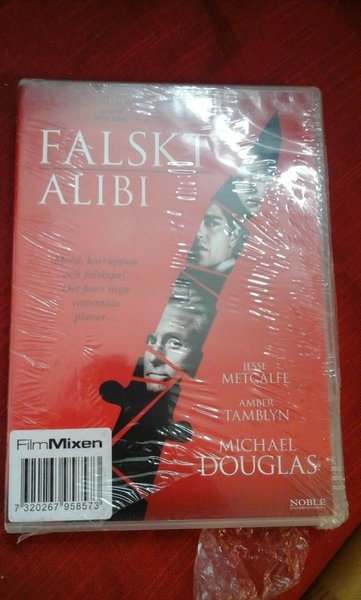 FALSKT
ALIBI
Mord, korruption
och falskspel.
Det finns inga
vattentäta
planer...
JESSE
METCALFE
AMBER
TAMBLYN
MICHAEL
DOUGLAS
FilmMixen
7 320267 958573
NOBLE
ENTERTAINMENT